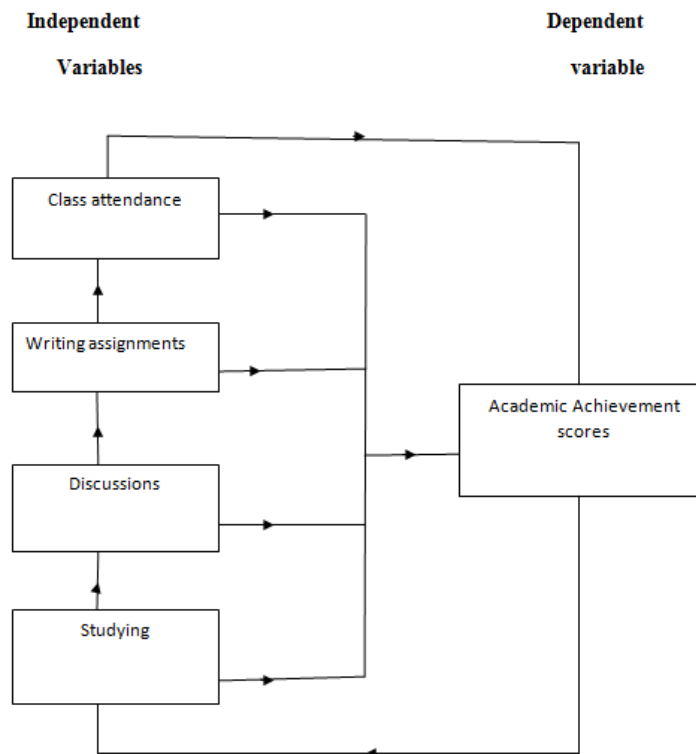 Independent
Variables
Dependent
variable
Class attendance
Writing assignments
Academic Achievement
scores
Discussions
Studying